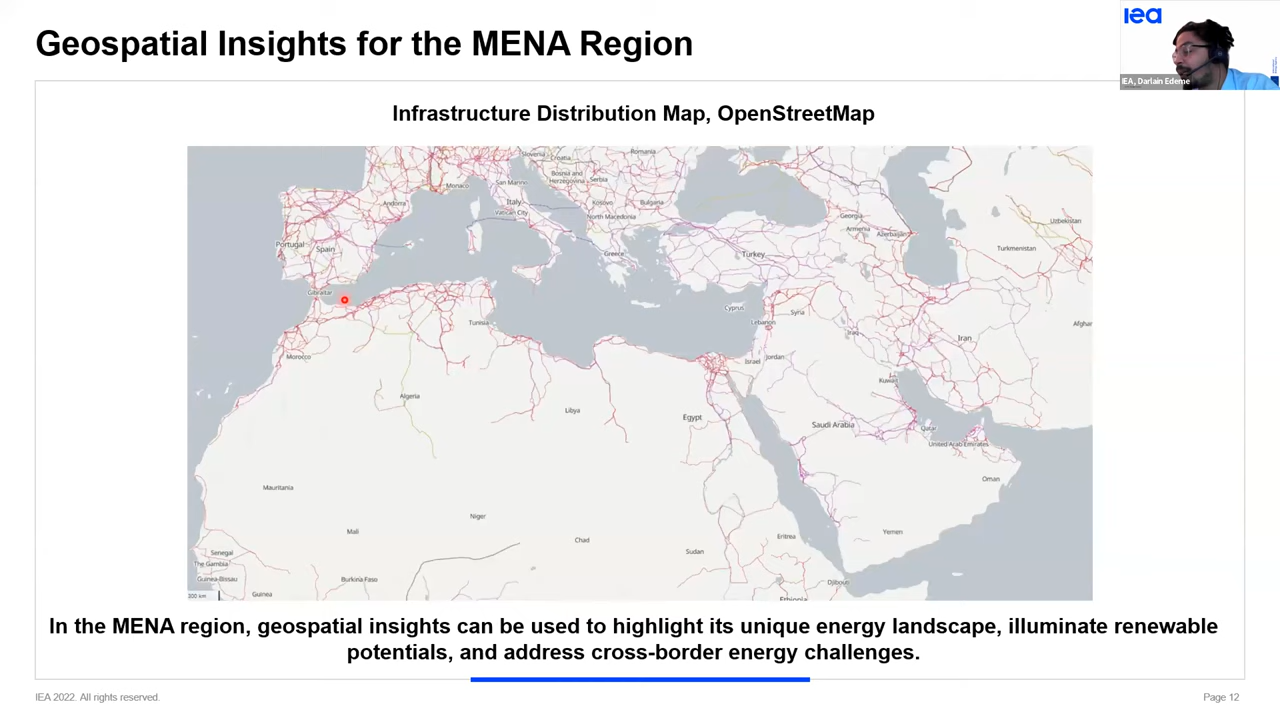 Geospatial Insights for the MENA Region
iea
IEA, Darlain Edeme
Infrastructure Distribution Map, OpenStreetMap
Slovenia
Croatia
Romania
Bosnia and
Herzegovina
Serbia
Monaco
San Marino
Andorra
Italy
Kosovo
Bulgaria
Vatican City
North Macedonia
Georgia
Uzbekistan
Armenia
Azerbaijan
Portugal
Spain
Greece
Turkey
Turkmenistan
Gibraltar
Cyprus
Syria
Tunisia
Lebanon
Iraq
Iran
Afghan
Morocco
Israel
Jordan
Kuwait
Algeria
Libya
Egypt
Saudi Arabia
Qatar
United Arab Emirates
Oman
Mauritania
Niger
Mali
Chad
Yemen
Senegal
Sudan
Eritrea
The Gambia
Guinea-Bissau
Burkina Faso
Djibouti
Guinea
Ethiopia
300 km
In the MENA region, geospatial insights can be used to highlight its unique energy landscape, illuminate renewable
potentials, and address cross-border energy challenges.
IEA 2022. All rights reserved.
Page 12